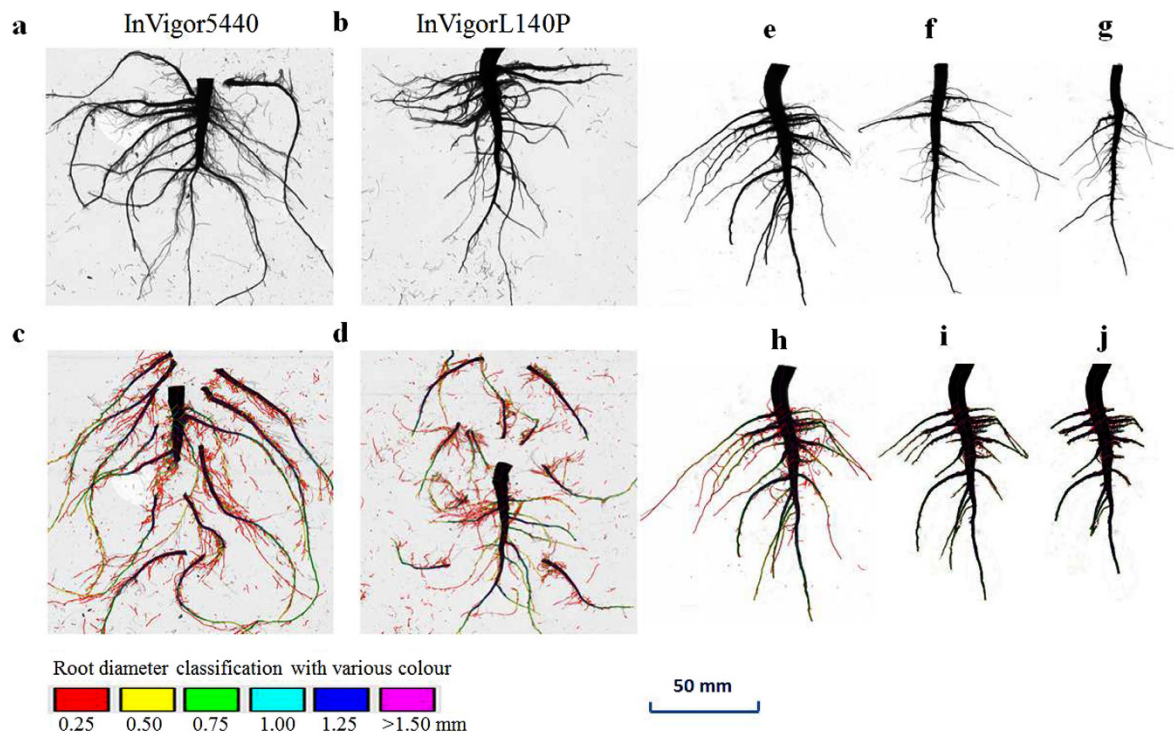 a InVigor5440 b InVigorL140P e f g
c d h i j
Root diameter classification with various colour
0.25 0.50 0.75 1.00 1.25 >1.50 mm
50 mm